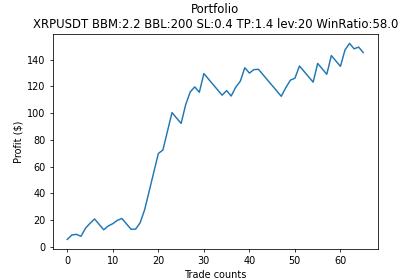 Portfolio
XRPUSDT BBM:2.2 BBL:200 SL:0.4 TP:1.4 lev:20 WinRatio:58.0
140
120
100
80
60
40
20
0
Profit ($)
0 10 20 30 40 50 60
Trade counts